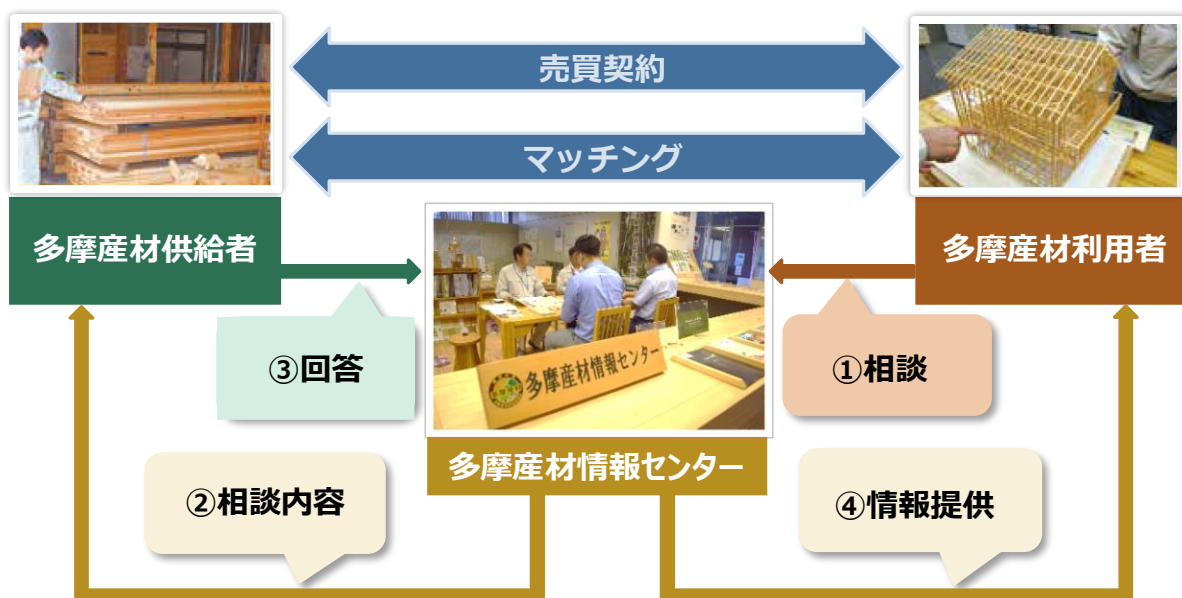 売買契約
マッチング
多摩産材供給者
多摩産材利用者
③回答
①相談
多摩産材情報センター
多摩産材情報センター
②相談内容
④情報提供